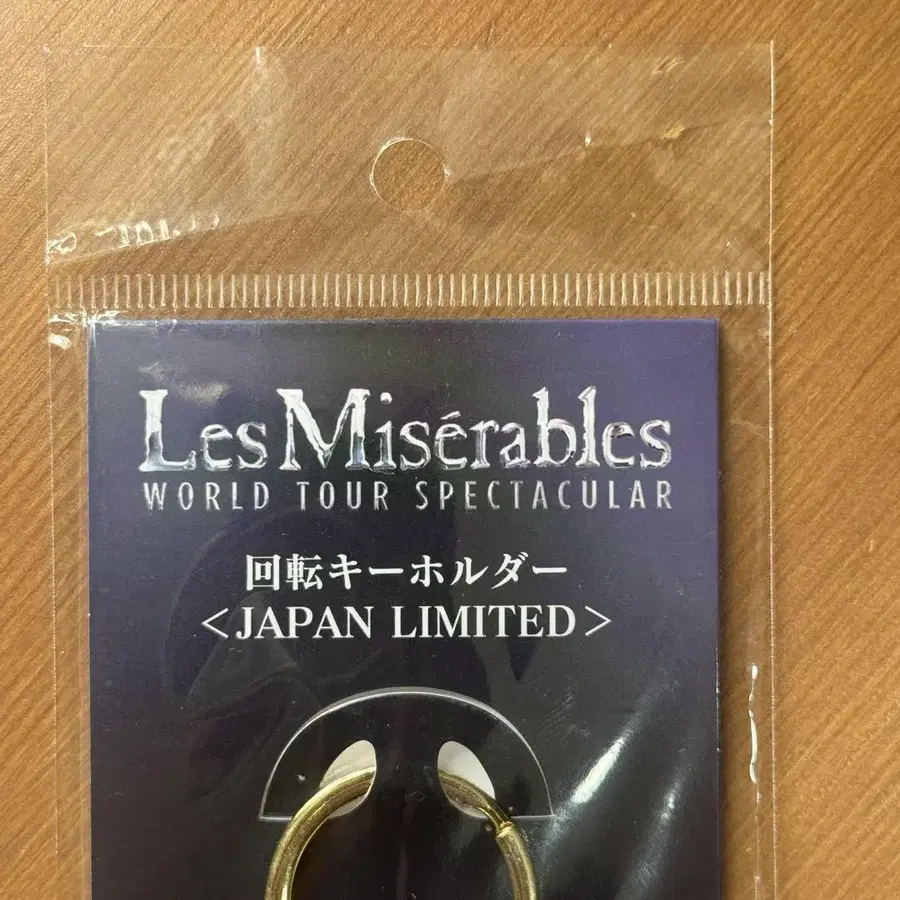 Les Misérables
WORLD TOUR SPECTACULAR
回転キーホルダー
<JAPAN LIMITED>